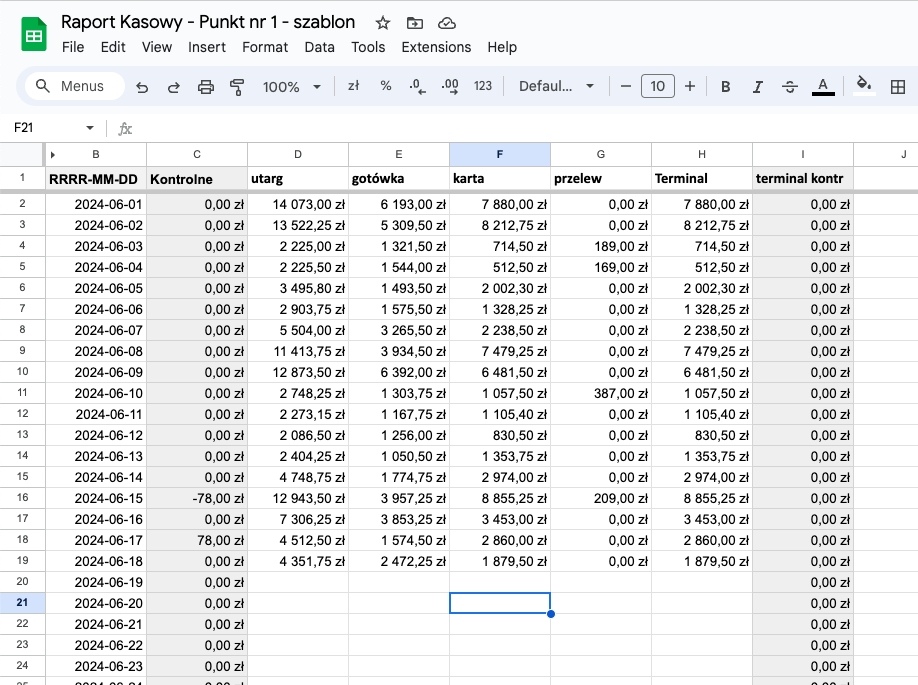 Raport Kasowy - Punkt nr 1 - szablon
File Edit View Insert Format Data Tools Extensions Help
Menus 100% zł % .0 .00 123 Defaul... 10 B I A
F21 fx
B C D E F G H I J
1 RRRR-MM-DD Kontrolne utarg gotówka karta przelew Terminal terminal kontr
2 2024-06-01 0,00 zł 14 073,00 zł 6 193,00 zł 7 880,00 zł 0,00 zł 7 880,00 zł 0,00 zł
3 2024-06-02 0,00 zł 13 522,25 zł 5 309,50 zł 8 212,75 zł 0,00 zł 8 212,75 zł 0,00 zł
4 2024-06-03 0,00 zł 2 225,00 zł 1 321,50 zł 714,50 zł 189,00 zł 714,50 zł 0,00 zł
5 2024-06-04 0,00 zł 2 225,50 zł 1 544,00 zł 512,50 zł 169,00 zł 512,50 zł 0,00 zł
6 2024-06-05 0,00 zł 3 495,80 zł 1 493,50 zł 2 002,30 zł 0,00 zł 2 002,30 zł 0,00 zł
7 2024-06-06 0,00 zł 2 903,75 zł 1 575,50 zł 1 328,25 zł 0,00 zł 1 328,25 zł 0,00 zł
8 2024-06-07 0,00 zł 5 504,00 zł 3 265,50 zł 2 238,50 zł 0,00 zł 2 238,50 zł 0,00 zł
9 2024-06-08 0,00 zł 11 413,75 zł 3 934,50 zł 7 479,25 zł 0,00 zł 7 479,25 zł 0,00 zł
10 2024-06-09 0,00 zł 12 873,50 zł 6 392,00 zł 6 481,50 zł 0,00 zł 6 481,50 zł 0,00 zł
11 2024-06-10 0,00 zł 2 748,25 zł 1 303,75 zł 1 057,50 zł 387,00 zł 1 057,50 zł 0,00 zł
12 2024-06-11 0,00 zł 2 273,15 zł 1 167,75 zł 1 105,40 zł 0,00 zł 1 105,40 zł 0,00 zł
13 2024-06-12 0,00 zł 2 086,50 zł 1 256,00 zł 830,50 zł 0,00 zł 830,50 zł 0,00 zł
14 2024-06-13 0,00 zł 2 404,25 zł 1 050,50 zł 1 353,75 zł 0,00 zł 1 353,75 zł 0,00 zł
15 2024-06-14 0,00 zł 4 748,75 zł 1 774,75 zł 2 974,00 zł 0,00 zł 2 974,00 zł 0,00 zł
16 2024-06-15 -78,00 zł 12 943,50 zł 3 957,25 zł 8 855,25 zł 209,00 zł 8 855,25 zł 0,00 zł
17 2024-06-16 0,00 zł 7 306,25 zł 3 853,25 zł 3 453,00 zł 0,00 zł 3 453,00 zł 0,00 zł
18 2024-06-17 78,00 zł 4 512,50 zł 1 574,50 zł 2 860,00 zł 0,00 zł 2 860,00 zł 0,00 zł
19 2024-06-18 0,00 zł 4 351,75 zł 2 472,25 zł 1 879,50 zł 0,00 zł 1 879,50 zł 0,00 zł
20 2024-06-19 0,00 zł 0,00 zł
21 2024-06-20 0,00 zł 0,00 zł
22 2024-06-21 0,00 zł 0,00 zł
23 2024-06-22 0,00 zł 0,00 zł
24 2024-06-23 0,00 zł 0,00 zł